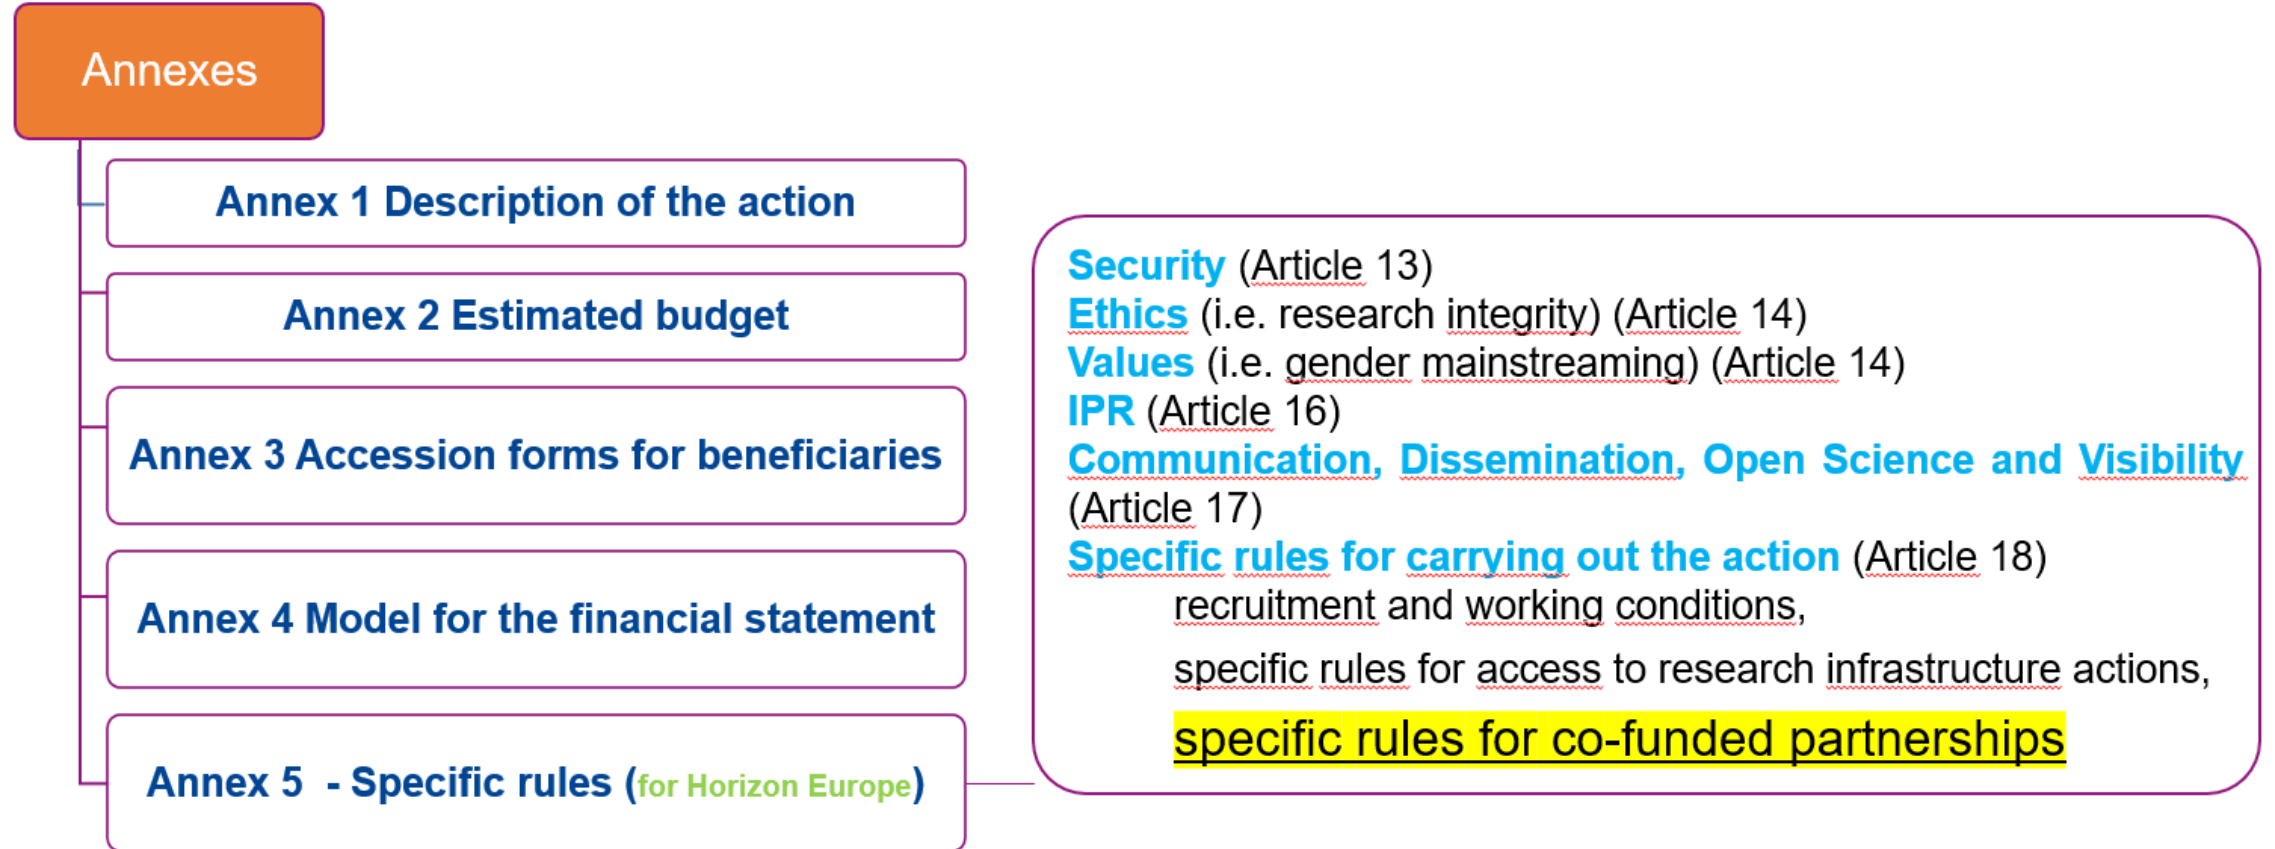 Annexes
Annex 1 Description of the action
Annex 2 Estimated budget
Annex 3 Accession forms for beneficiaries
Annex 4 Model for the financial statement
Annex 5  - Specific rules (for Horizon Europe)
Security (Article 13)
Ethics (i.e. research integrity) (Article 14)
Values (i.e. gender mainstreaming) (Article 14)
IPR (Article 16)
Communication, Dissemination, Open Science and Visibility
(Article 17)
Specific rules for carrying out the action (Article 18)
recruitment and working conditions,
specific rules for access to research infrastructure actions,
specific rules for co-funded partnerships